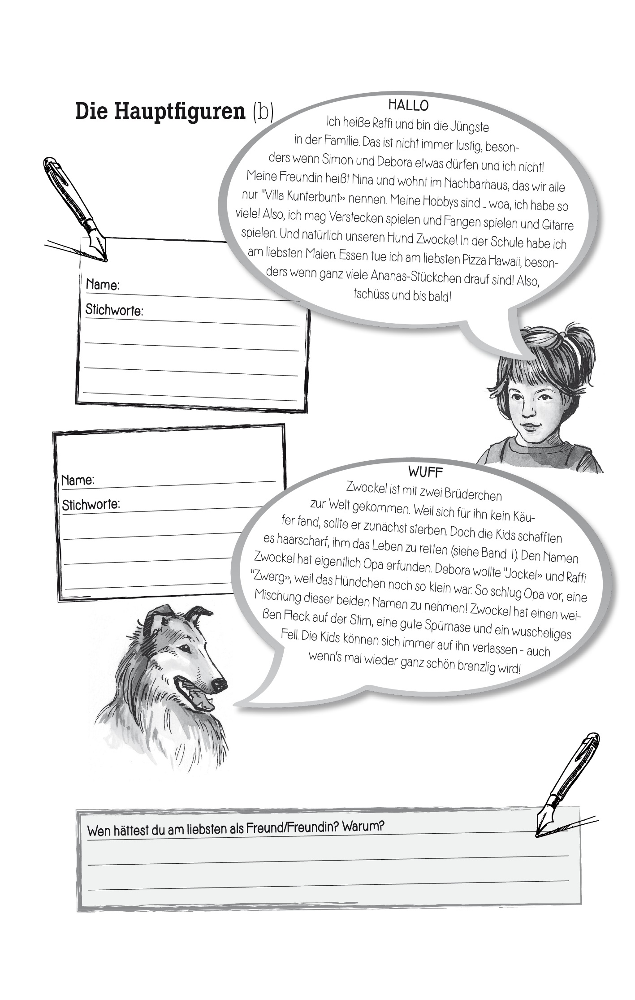 Die Hauptfiguren (b)
HALLO
Ich heiße Raffi und bin die Jüngste
in der Familie. Das ist nicht immer lustig, beson-
ders wenn Simon und Debora etwas dürfen und ich nicht!
Meine Freundin heißt Nina und wohnt im Nachbarhaus, das wir alle
nur "Villa Kunterbunt» nennen. Meine Hobbys sind ... woa, ich habe so
viele! Also, ich mag Verstecken spielen und Fangen spielen und Gitarre
spielen. Und natürlich unseren Hund Zwockel. In der Schule habe ich
am liebsten Malen. Essen tue ich am liebsten Pizza Hawaii, beson-
ders wenn ganz viele Ananas-Stückchen drauf sind! Also,
tschüss und bis bald!
Name:
Stichworte:
Name:
Stichworte:
WUFF
Zwockel ist mit zwei Brüderchen
zur Welt gekommen. Weil sich für ihn kein Käu-
fer fand, sollte er zunächst sterben. Doch die Kids schafften
es haarscharf, ihm das Leben zu retten (siehe Band 1). Den Namen
Zwockel hat eigentlich Opa erfunden. Debora wollte "Jockel» und Raffi
"Zwerg», weil das Hündchen noch so klein war. So schlug Opa vor, eine
Mischung dieser beiden Namen zu nehmen! Zwockel hat einen wei-
ßen Fleck auf der Stirn, eine gute Spürnase und ein wuscheliges
Fell. Die Kids können sich immer auf ihn verlassen - auch
wenn's mal wieder ganz schön brenzlig wird!
Wen hättest du am liebsten als Freund/Freundin? Warum?